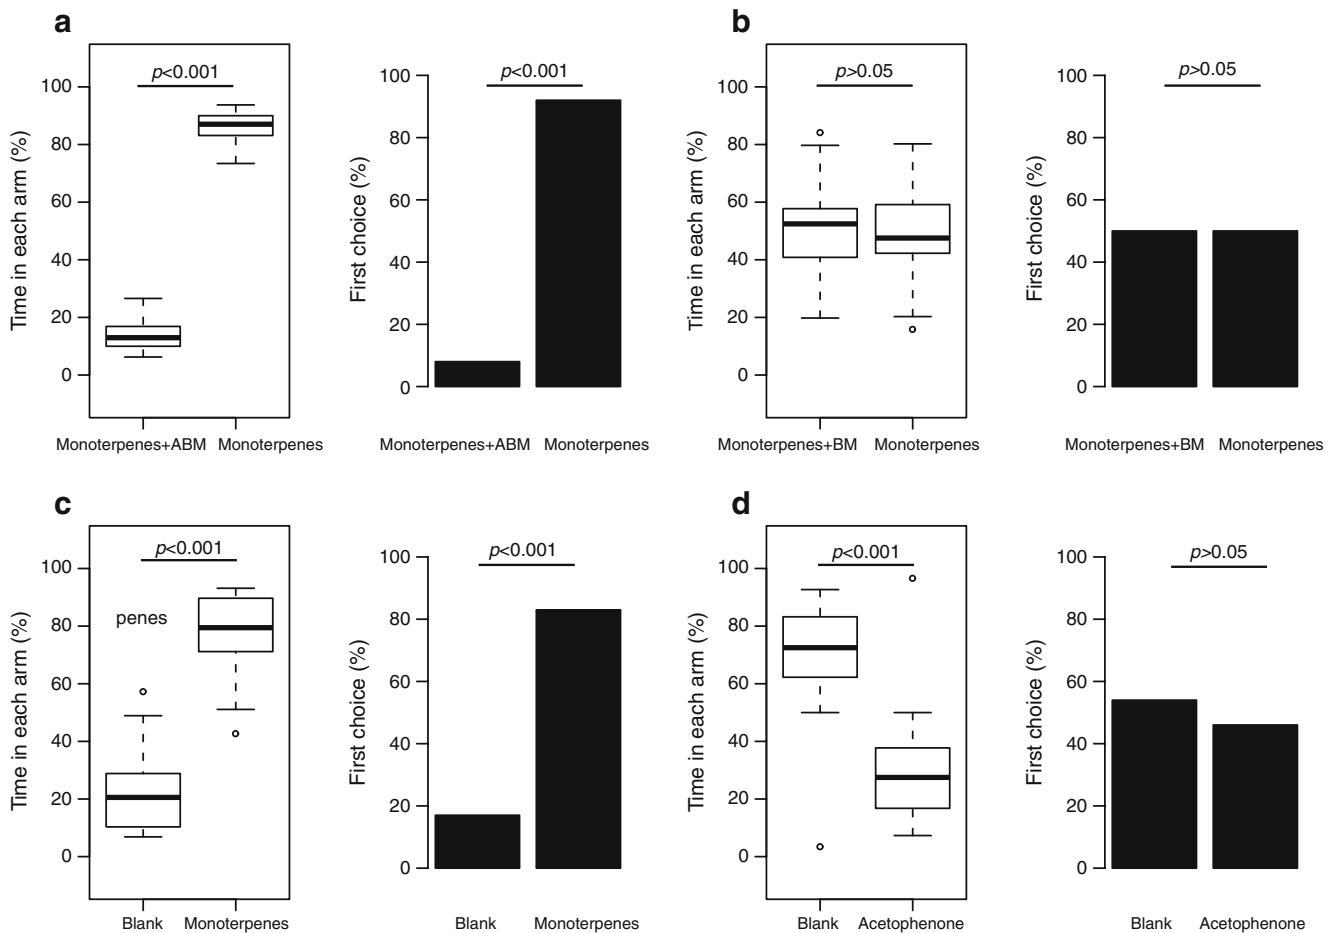 a
p<0.001
Time in each arm (%)
100
80
60
40
20
0
Monoterpenes+ABM Monoterpenes
p<0.001
First choice (%)
100
80
60
40
20
0
Monoterpenes+ABM Monoterpenes
b
p>0.05
Time in each arm (%)
100
80
60
40
20
0
Monoterpenes+BM Monoterpenes
p>0.05
First choice (%)
100
80
60
40
20
0
Monoterpenes+BM Monoterpenes
c
p<0.001
penes
Time in each arm (%)
100
80
60
40
20
0
Blank Monoterpenes
p<0.001
First choice (%)
100
80
60
40
20
0
Blank Monoterpenes
d
p<0.001
Time in each arm (%)
100
80
60
40
20
0
Blank Acetophenone
p>0.05
First choice (%)
100
80
60
40
20
0
Blank Acetophenone